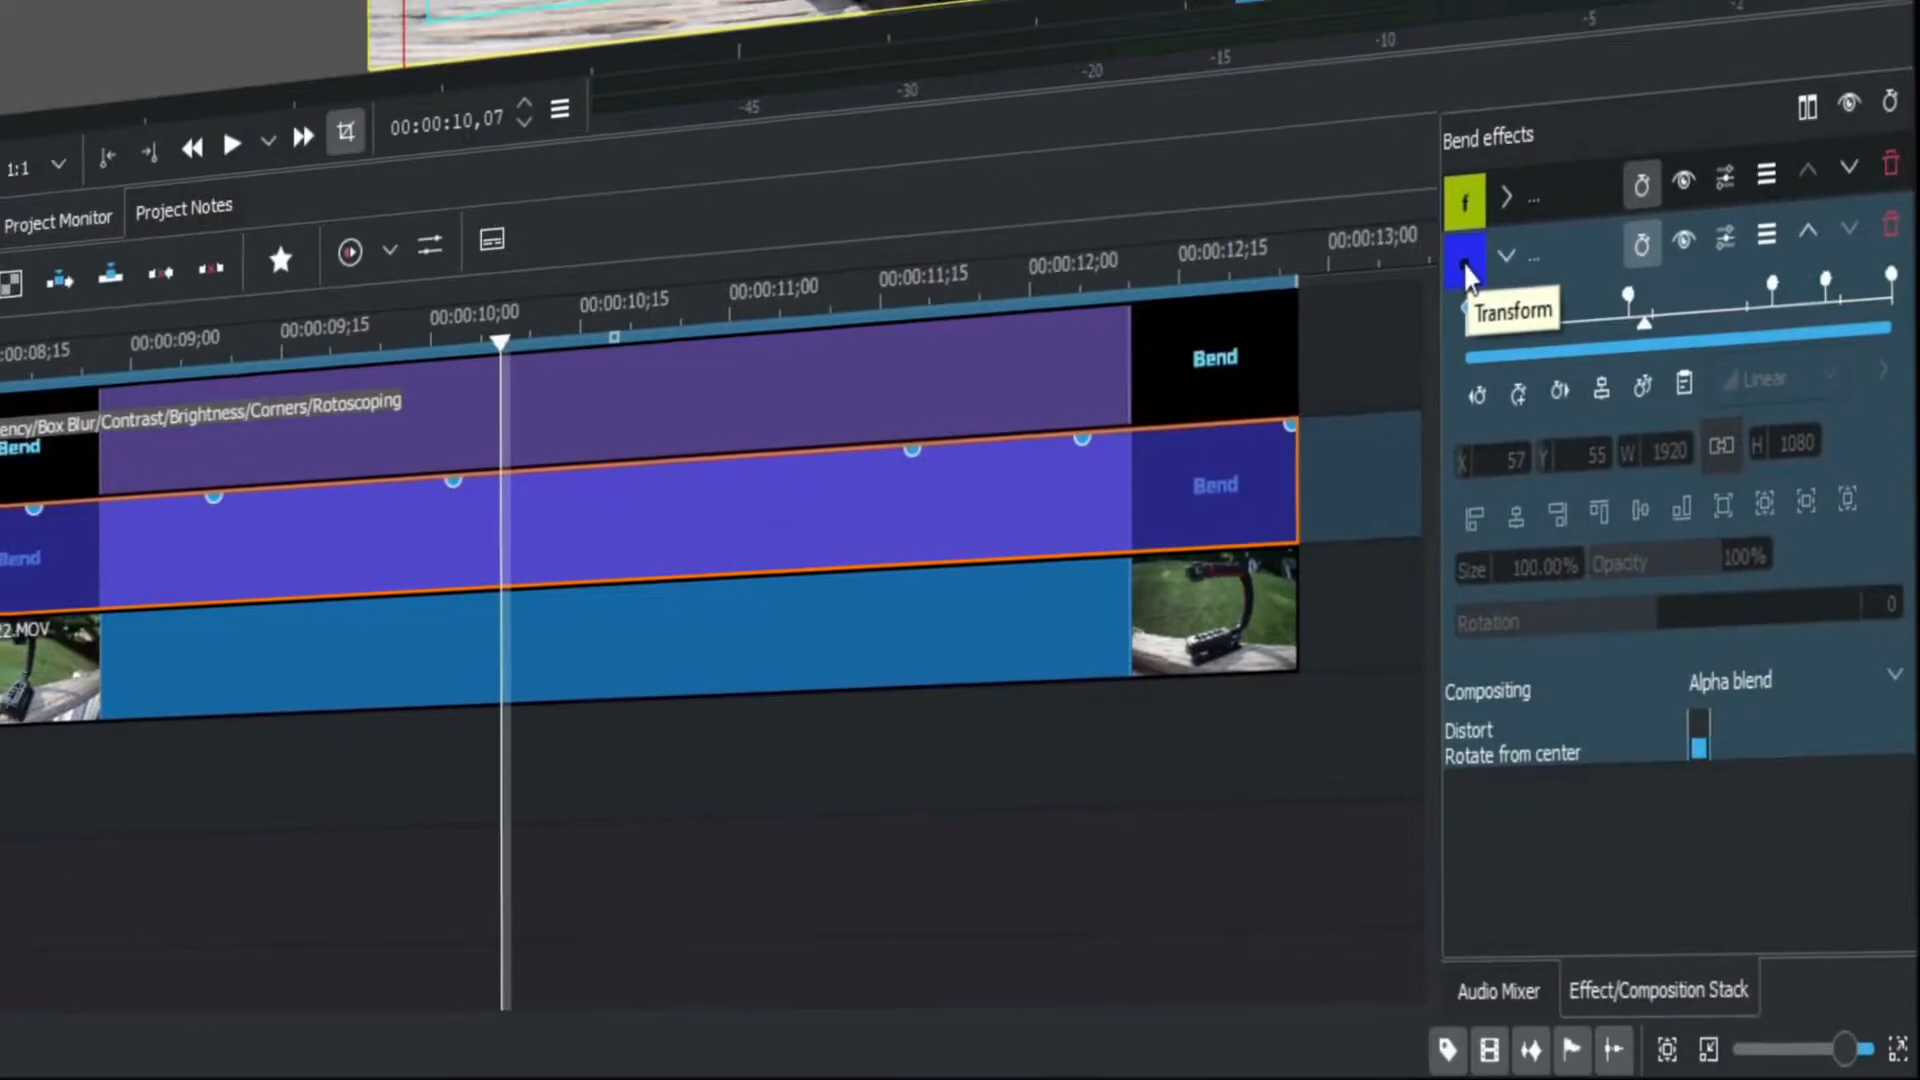 -5
-2
-10
-15
-20
-30
-45
1:1
00:00:10,07
Bend effects
f
...
Project Monitor
Project Notes
...
Transform
:00:08;15
00:00:09;00
00:00:09;15
00:00:10;00
00:00:10;15
00:00:11;00
00:00:11;15
00:00:12;00
00:00:12;15
00:00:13;00
Linear
ency/Box Blur/Contrast/Brightness/Corners/Rotoscoping
Bend
Bend
X 57 Y 55 W 1920 H 1080
Bend
Bend
Size 100.00% Opacity 100%
Rotation 0
22.MOV
Compositing Alpha blend
Distort
Rotate from center
Audio Mixer
Effect/Composition Stack